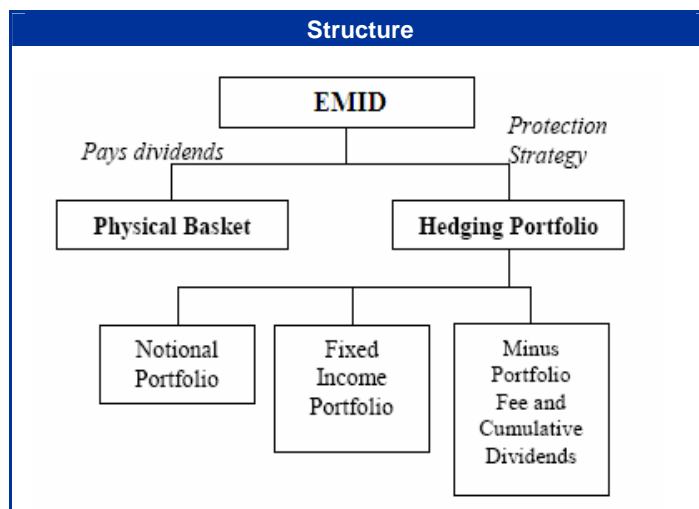 Structure
EMID
Pays dividends
Protection
Strategy
Physical Basket
Hedging Portfolio
Notional
Portfolio
Fixed
Income
Portfolio
Minus
Portfolio
Fee and
Cumulative
Dividends